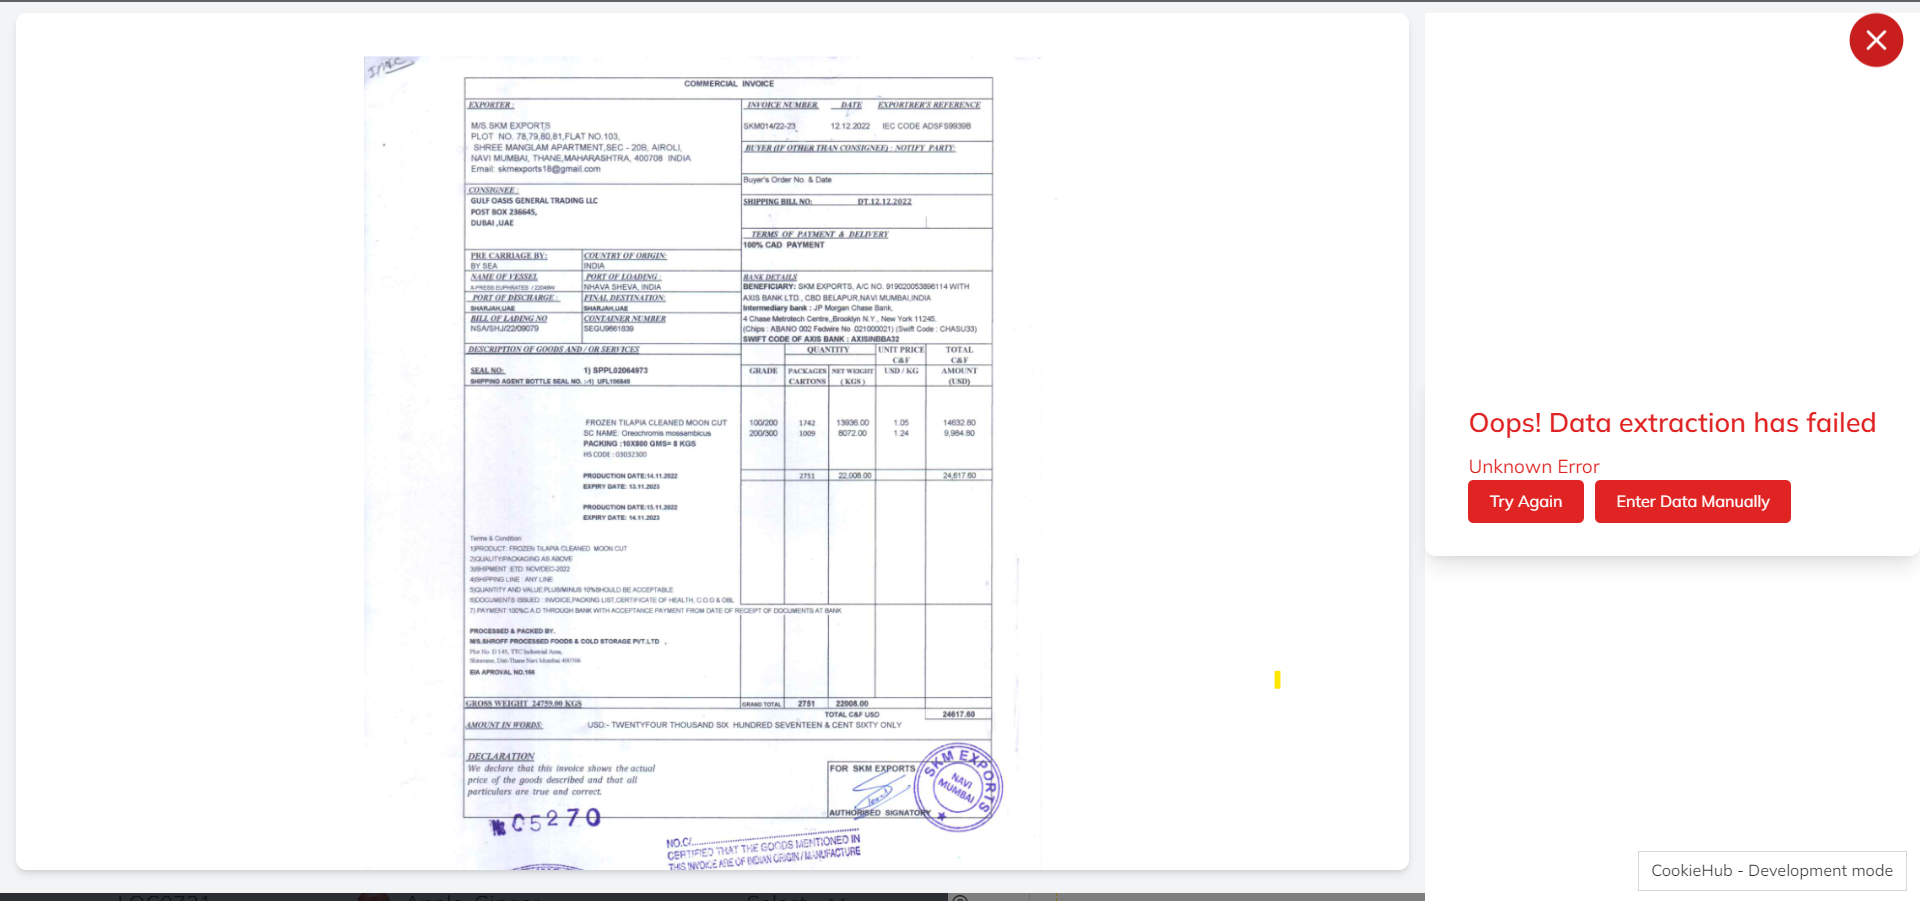 COMMERCIAL INVOICE
EXPORTER :
M/S.SKM EXPORTS
PLOT NO. 78,79,80,81,FLAT NO.103,
SHREE MANGLAM APARTMENT,SEC - 20B, AIROLI,
NAVI MUMBAI, THANE,MAHARASHTRA, 400708 INDIA
Email: skmexports18@gmail.com
INVOICE NUMBER DATE EXPORTRER'S REFERENCE
SKM014/22-23 12.12.2022 IEC CODE ADSFS9939B
BUYER (IF OTHER THAN CONSIGNEE) : NOTIFY PARTY:
Buyer's Order No. & Date
CONSIGNEE :
GULF OASIS GENERAL TRADING LLC
POST BOX 236645,
DUBAI ,UAE
SHIPPING BILL NO: DT.12.12.2022
TERMS OF PAYMENT & DELIVERY
100% CAD PAYMENT
PRE CARRIAGE BY: COUNTRY OF ORIGIN:
BY SEA INDIA
NAME OF VESSEL PORT OF LOADING :
X-PRESS EUPHRATES / 22049W NHAVA SHEVA, INDIA
PORT OF DISCHARGE : FINAL DESTINATION:
SHARJAH,UAE SHARJAH,UAE
BILL OF LADING NO CONTAINER NUMBER
NSA/SHJ/22/09079 SEGU9661839
BANK DETAILS
BENEFICIARY: SKM EXPORTS, A/C NO. 919020053896114 WITH
AXIS BANK LTD., CBD BELAPUR,NAVI MUMBAI,INDIA
Intermediary bank : JP Morgan Chase Bank,
4 Chase Metrotech Centre,,Brooklyn N.Y., New York 11245.
(Chips : ABANO 002 Fedwire No .021000021) (Swift Code : CHASU33)
SWIFT CODE OF AXIS BANK : AXISINBBA32
DESCRIPTION OF GOODS AND / OR SERVICES QUANTITY UNIT PRICE TOTAL
C&F C&F
SEAL NO: 1) SPPL02064973 GRADE PACKAGES NET WEIGHT USD / KG AMOUNT
SHIPPING AGENT BOTTLE SEAL NO. :-1) UFL106848 CARTONS ( KGS ) (USD)
FROZEN TILAPIA CLEANED MOON CUT 100/200 1742 13936.00 1.05 14632.80
SC NAME: Oreochromis mossambicus 200/300 1009 8072.00 1.24 9,984.80
PACKING :10X800 GMS= 8 KGS
HS CODE : 03032300
PRODUCTION DATE:14.11.2022 2751 22,008.00 24,617.60
EXPIRY DATE: 13.11.2023
PRODUCTION DATE:15.11.2022
EXPIRY DATE: 14.11.2023
Terms & Condition:
1)PRODUCT: FROZEN TILAPIA CLEANED MOON CUT
2)QUALITY/PACKAGING AS ABOVE
3)SHIPMENT :ETD: NOV/DEC-2022
4)SHIPPING LINE : ANY LINE
5)QUANTITY AND VALUE:PLUS/MINUS 10%SHOULD BE ACCEPTABLE
6)DOCUMENTS ISSUED : INVOICE,PACKING LIST,CERTIFICATE OF HEALTH, C.O.O & OBL
7) PAYMENT:100%C.A.D THROUGH BANK WITH ACCEPTANCE PAYMENT FROM DATE OF RECEIPT OF DOCUMENTS AT BANK
PROCESSED & PACKED BY.
M/S.SHROFF PROCESSED FOODS & COLD STORAGE PVT.LTD .
Plot No. D 145, TTC Industrial Area,
Shiravane, Dist-Thane Navi Mumbai 400706
EIA APROVAL NO.166
GROSS WEIGHT 24759.00 KGS GRAND TOTAL 2751 22008.00
TOTAL C&F USD 24617.60
AMOUNT IN WORDS: USD:- TWENTYFOUR THOUSAND SIX HUNDRED SEVENTEEN & CENT SIXTY ONLY
DECLARATION
We declare that this invoice shows the actual
price of the goods described and that all
particulars are true and correct.
FOR SKM EXPORTS
AUTHORISED SIGNATORY
SKM EXPORTS
NAVI
MUMBAI
05270
NO.C/
CERTIFIED THAT THE GOODS MENTIONED IN
THIS INVOICE ARE OF INDIAN ORIGIN / MANUFACTURE
Oops! Data extraction has failed
Unknown Error
Try Again
Enter Data Manually
CookieHub - Development mode